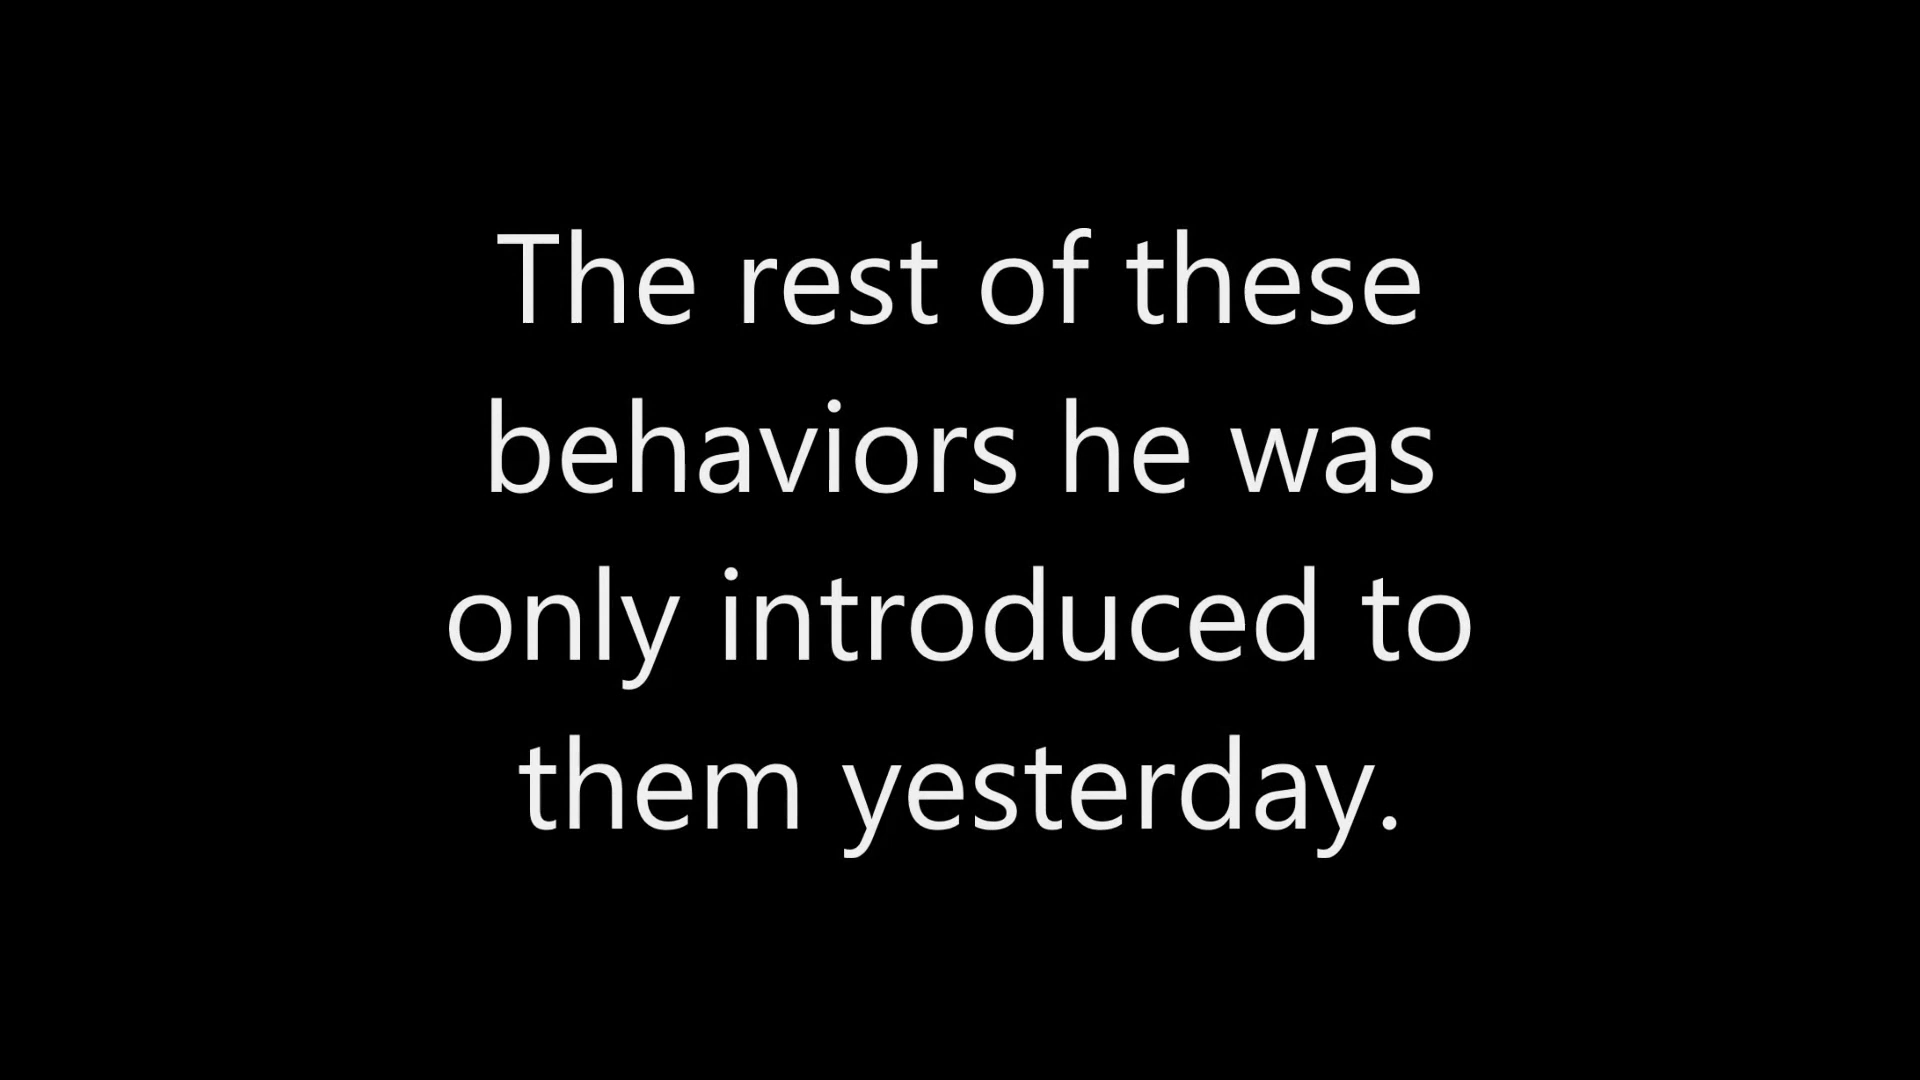 The rest of these
behaviors he was
only introduced to
them yesterday.